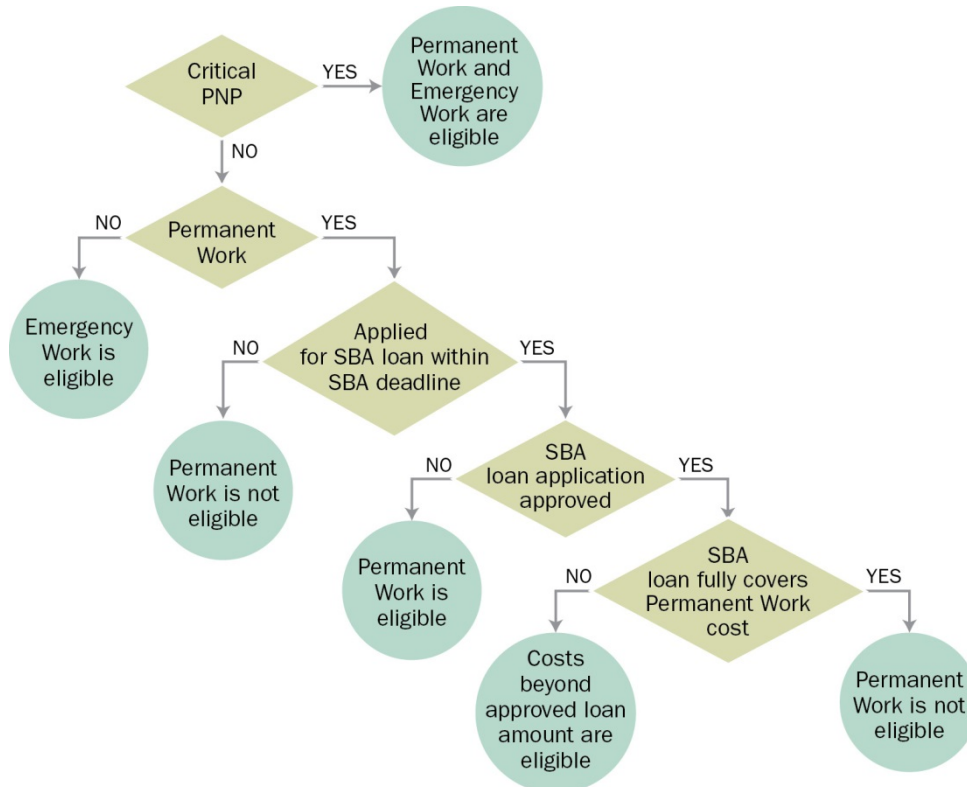 Critical
PNP
YES
Permanent
Work and
Emergency
Work are
eligible
NO
NO
Permanent
Work
YES
Emergency
Work is
eligible
NO
Applied
for SBA loan within
SBA deadline
YES
Permanent
Work is not
eligible
NO
SBA
loan application
approved
YES
Permanent
Work is
eligible
NO
SBA
loan fully covers
Permanent Work
cost
YES
Costs
beyond
approved loan
amount are
eligible
Permanent
Work is not
eligible